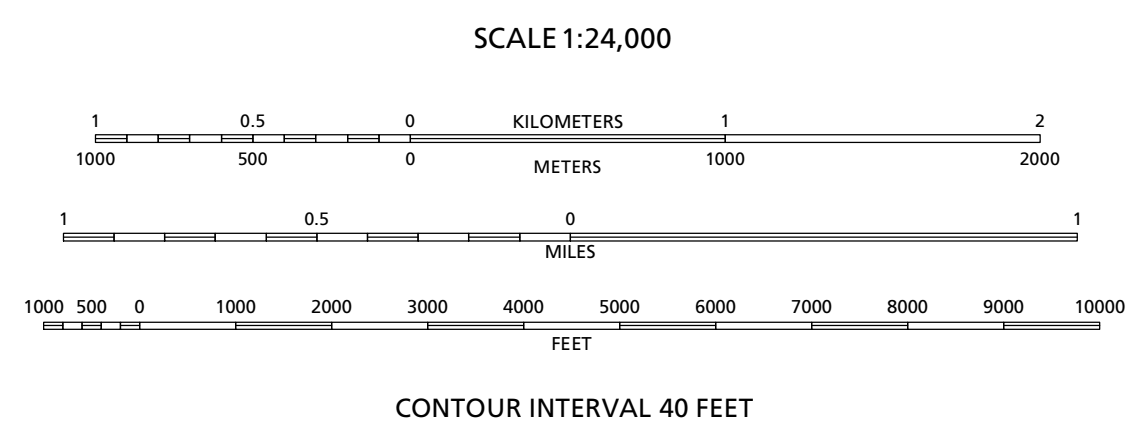 SCALE 1:24,000
1 0.5 0 KILOMETERS 1 2
1000 500 0 METERS 1000 2000
1 0.5 0 1
MILES
1000 500 0 1000 2000 3000 4000 5000 6000 7000 8000 9000 10000
FEET
CONTOUR INTERVAL 40 FEET